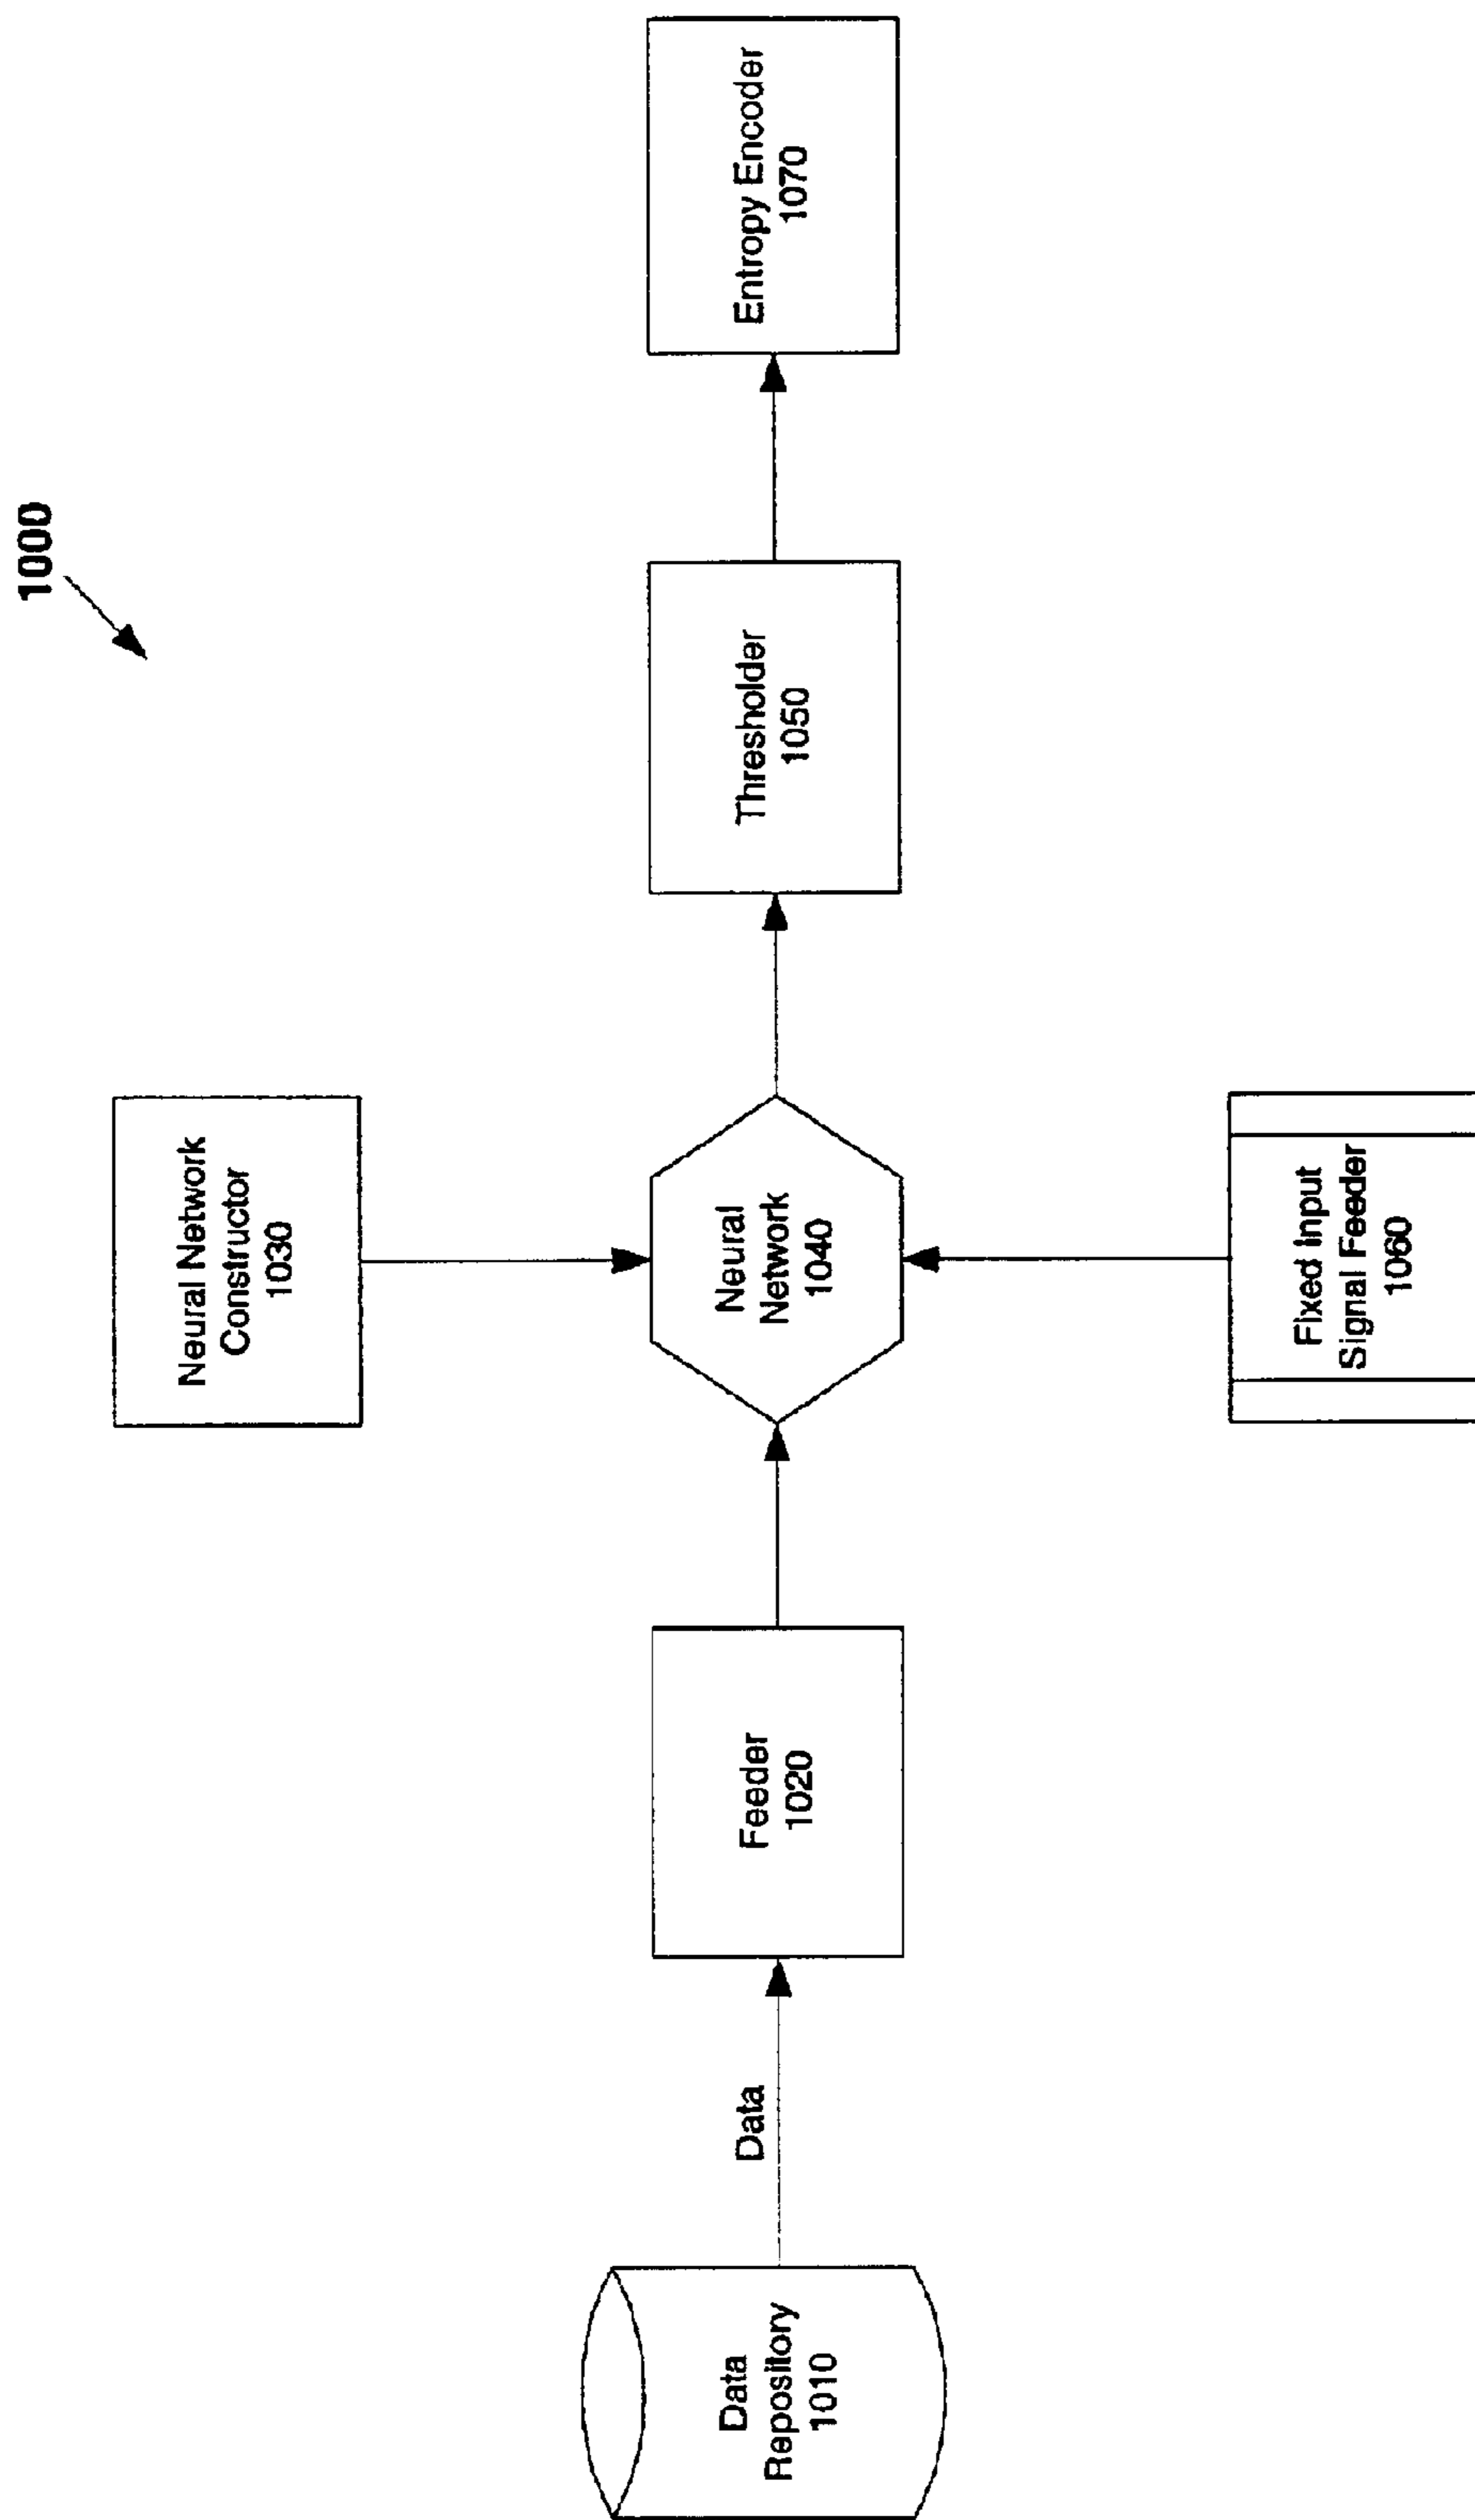 1000
Neural Network
Constructor
1030
Data
Repository
1010
Data
Feeder
1020
Neural
Network
1040
Thresholder
1050
Entropy Encoder
1070
Fixed Input
Signal Feeder
1060